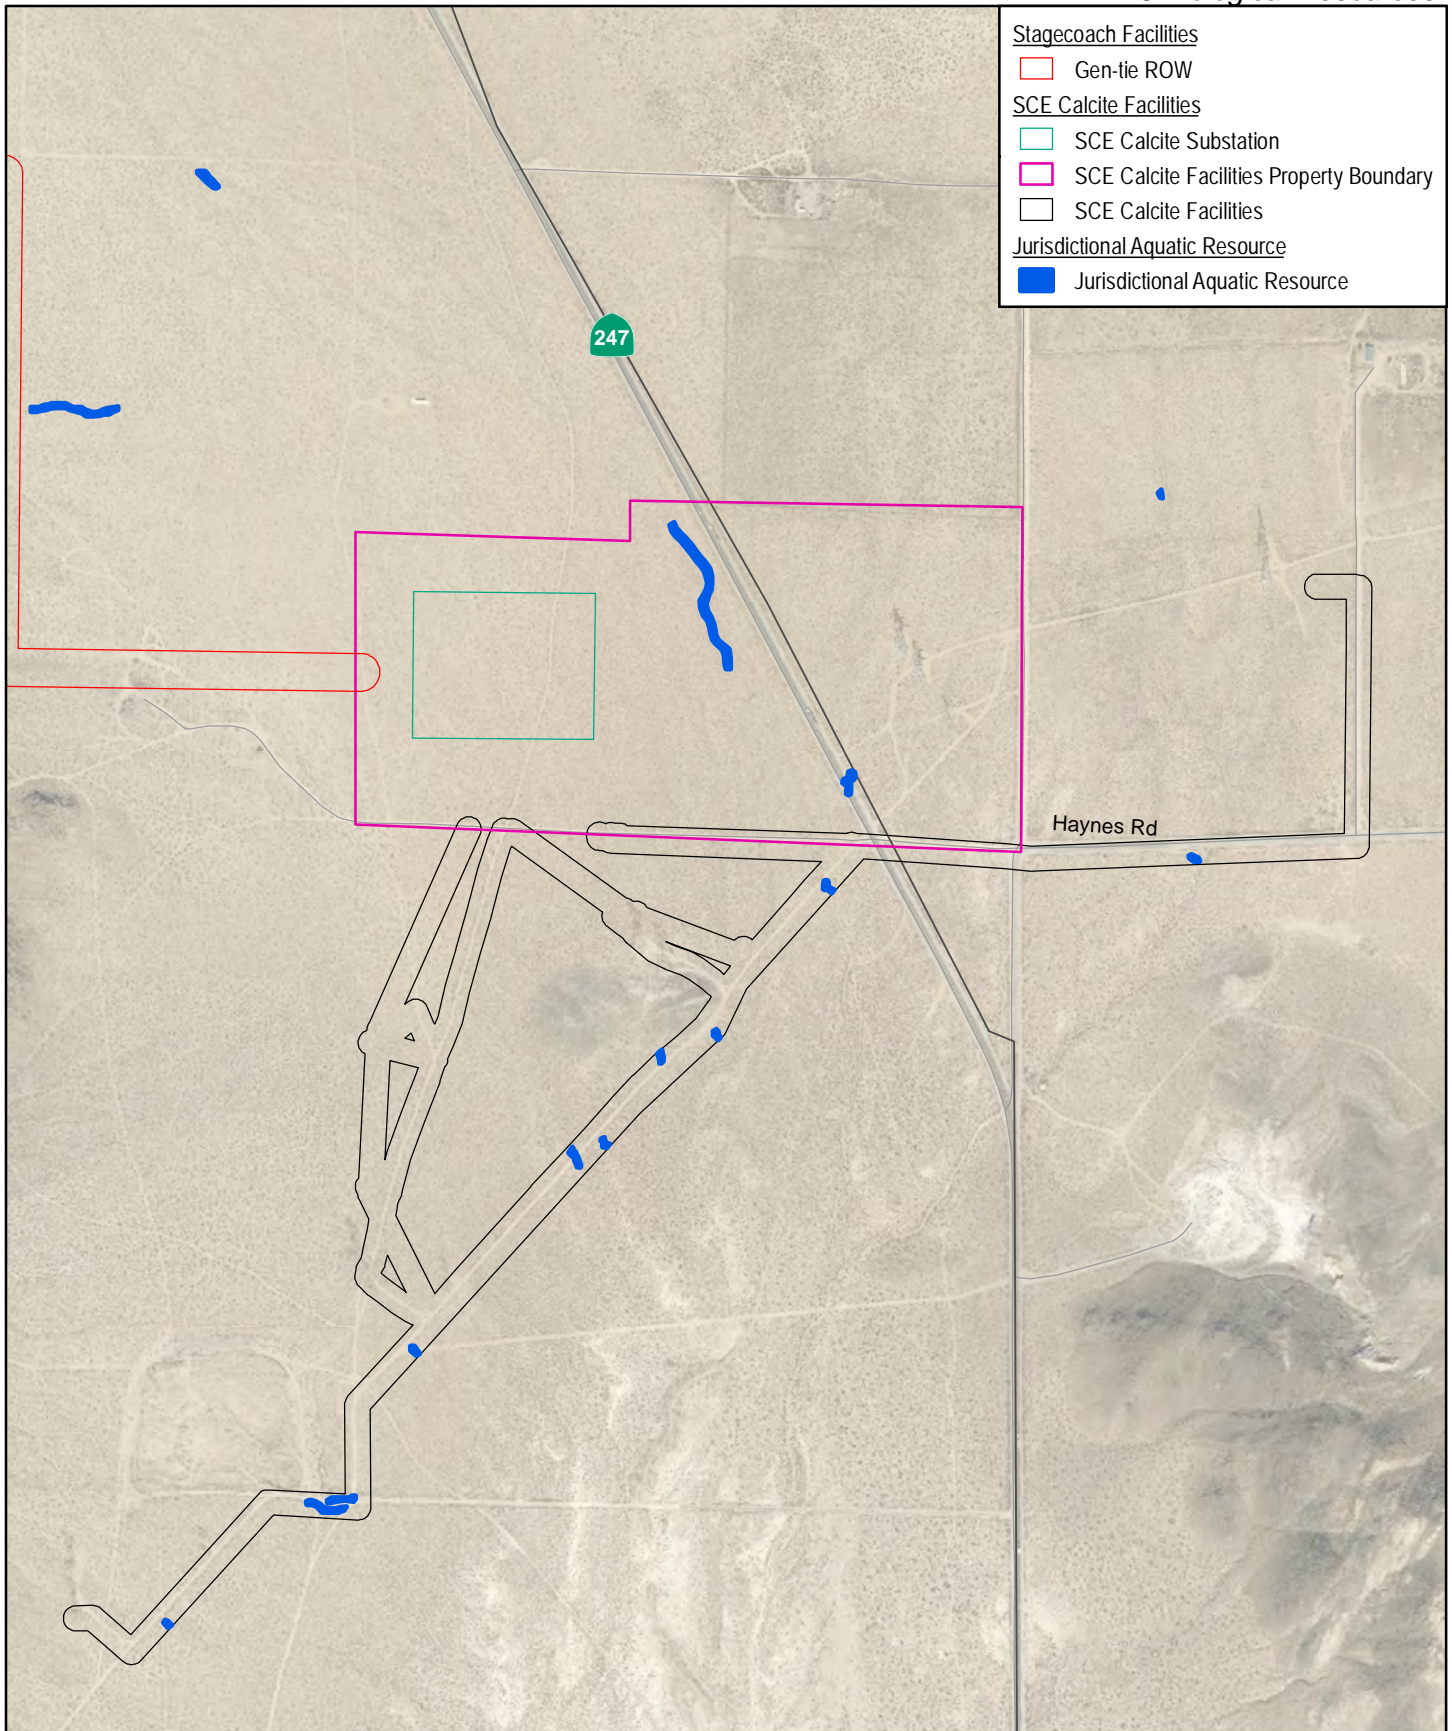 Stagecoach Facilities
Gen-tie ROW
SCE Calcite Facilities
SCE Calcite Substation
SCE Calcite Facilities Property Boundary
SCE Calcite Facilities
Jurisdictional Aquatic Resource
Jurisdictional Aquatic Resource
247
Haynes Rd